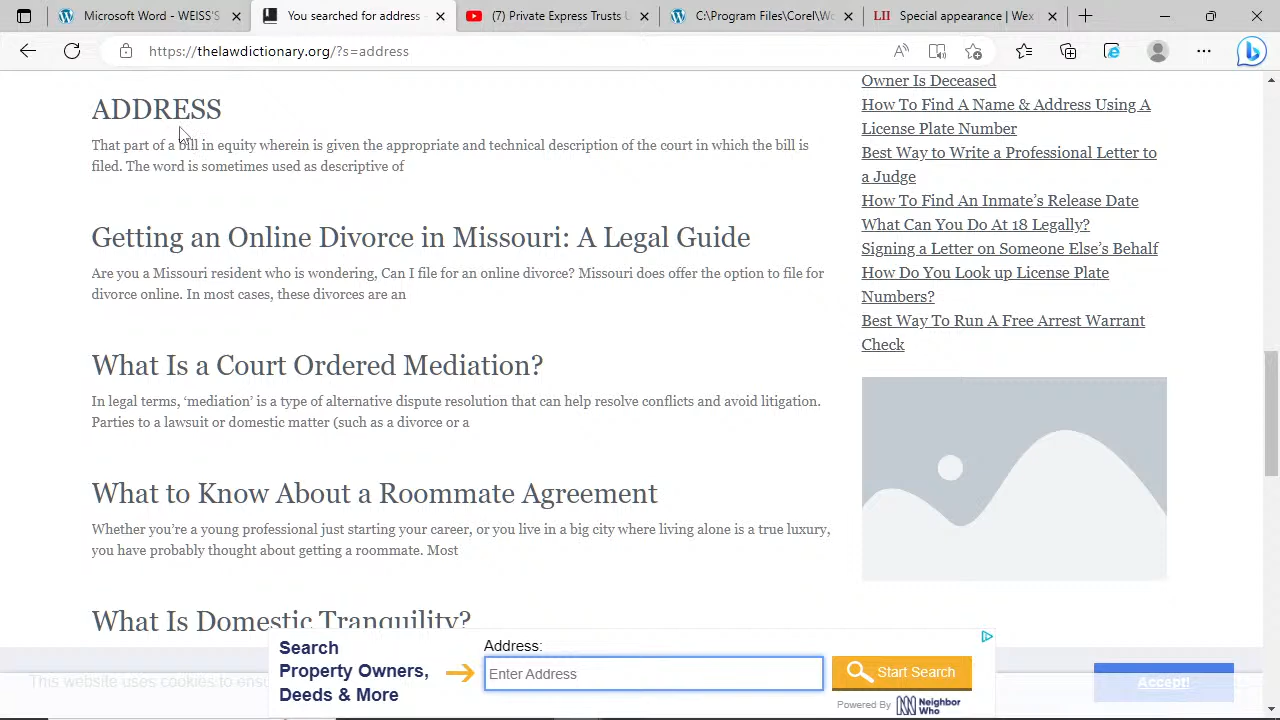 Microsoft Word - WEISS'S
You searched for address
(7) Private Express Trusts
C:\Program Files\Corel\Wo
LII Special appearance | Wex
https://thelawdictionary.org/?s=address
ADDRESS
That part of a bill in equity wherein is given the appropriate and technical description of the court in which the bill is
filed. The word is sometimes used as descriptive of
Getting an Online Divorce in Missouri: A Legal Guide
Are you a Missouri resident who is wondering, Can I file for an online divorce? Missouri does offer the option to file for
divorce online. In most cases, these divorces are an
What Is a Court Ordered Mediation?
In legal terms, ‘mediation’ is a type of alternative dispute resolution that can help resolve conflicts and avoid litigation.
Parties to a lawsuit or domestic matter (such as a divorce or a
What to Know About a Roommate Agreement
Whether you’re a young professional just starting your career, or you live in a big city where living alone is a true luxury,
you have probably thought about getting a roommate. Most
What Is Domestic Tranquility?
Owner Is Deceased
How To Find A Name & Address Using A
License Plate Number
Best Way to Write a Professional Letter to
a Judge
How To Find An Inmate’s Release Date
What Can You Do At 18 Legally?
Signing a Letter on Someone Else’s Behalf
How Do You Look up License Plate
Numbers?
Best Way To Run A Free Arrest Warrant
Check
This website uses cookies to ensu
Accept!
Search
Property Owners,
Deeds & More
Address:
Enter Address
Start Search
Powered By Neighbor
Who